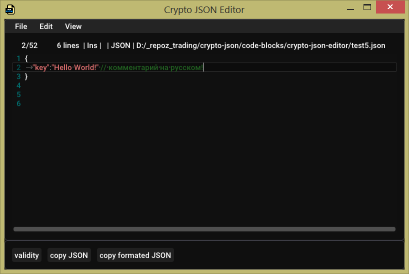 Crypto JSON Editor
File Edit View
2/52 6 lines | Ins | | JSON | D:/_repoz_trading/crypto-json/code-blocks/crypto-json-editor/test5.json
1 {
2 "key":"Hello World!" // комментарий на русском!
3 }
4
5
6
validity copy JSON copy formated JSON